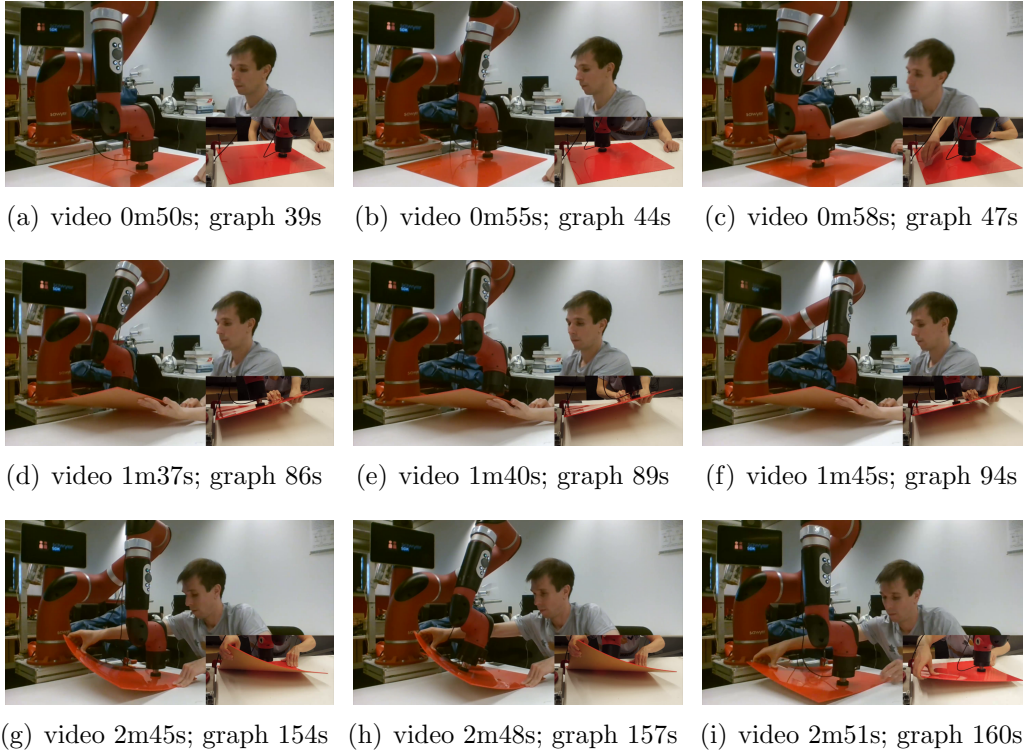 (a) video 0m50s; graph 39s
(b) video 0m55s; graph 44s
(c) video 0m58s; graph 47s
(d) video 1m37s; graph 86s
(e) video 1m40s; graph 89s
(f) video 1m45s; graph 94s
(g) video 2m45s; graph 154s
(h) video 2m48s; graph 157s
(i) video 2m51s; graph 160s